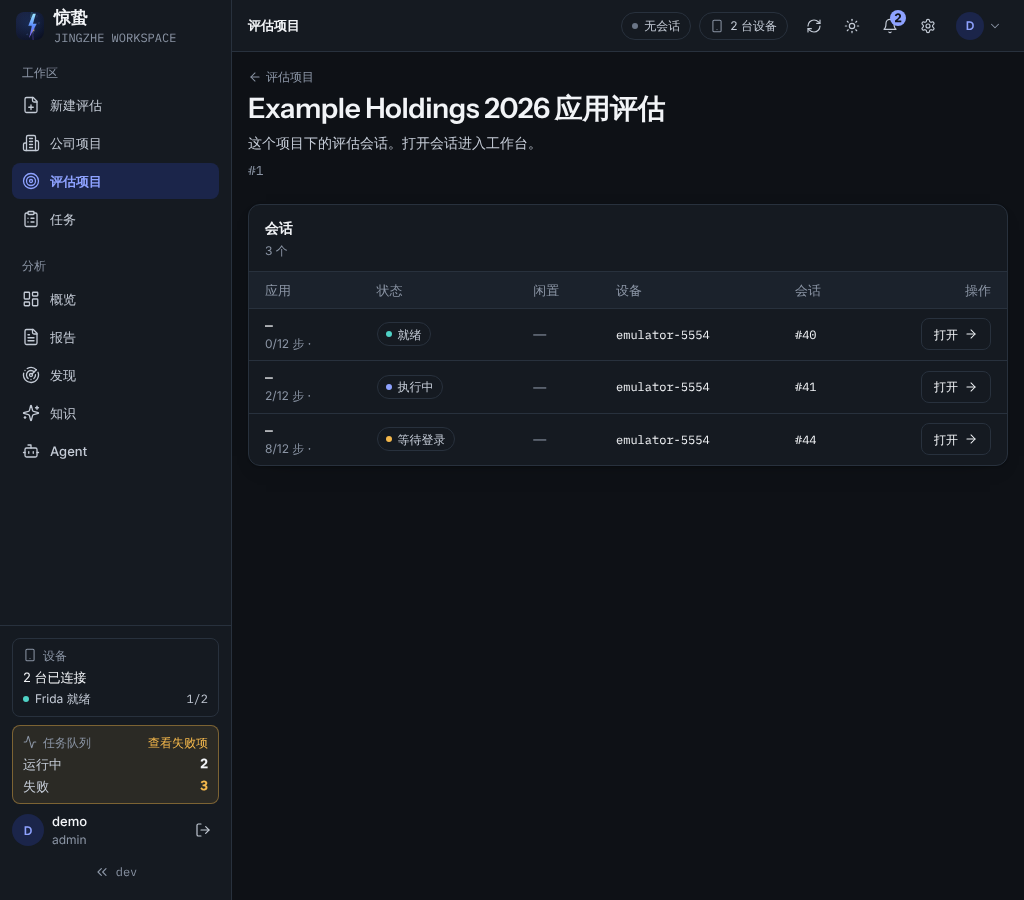 惊蛰
JINGZHE WORKSPACE
工作区
新建评估
公司项目
评估项目
任务
分析
概览
报告
发现
知识
Agent
设备
2 台已连接
Frida 就绪 1/2
任务队列 查看失败项
运行中 2
失败 3
D
demo
admin
dev
评估项目
无会话
2 台设备
2
D
评估项目
Example Holdings 2026 应用评估
这个项目下的评估会话。打开会话进入工作台。
#1
会话
3 个
应用 状态 闲置 设备 会话 操作
–
0/12 步 · 就绪 — emulator-5554 #40 打开
–
2/12 步 · 执行中 — emulator-5554 #41 打开
–
8/12 步 · 等待登录 — emulator-5554 #44 打开